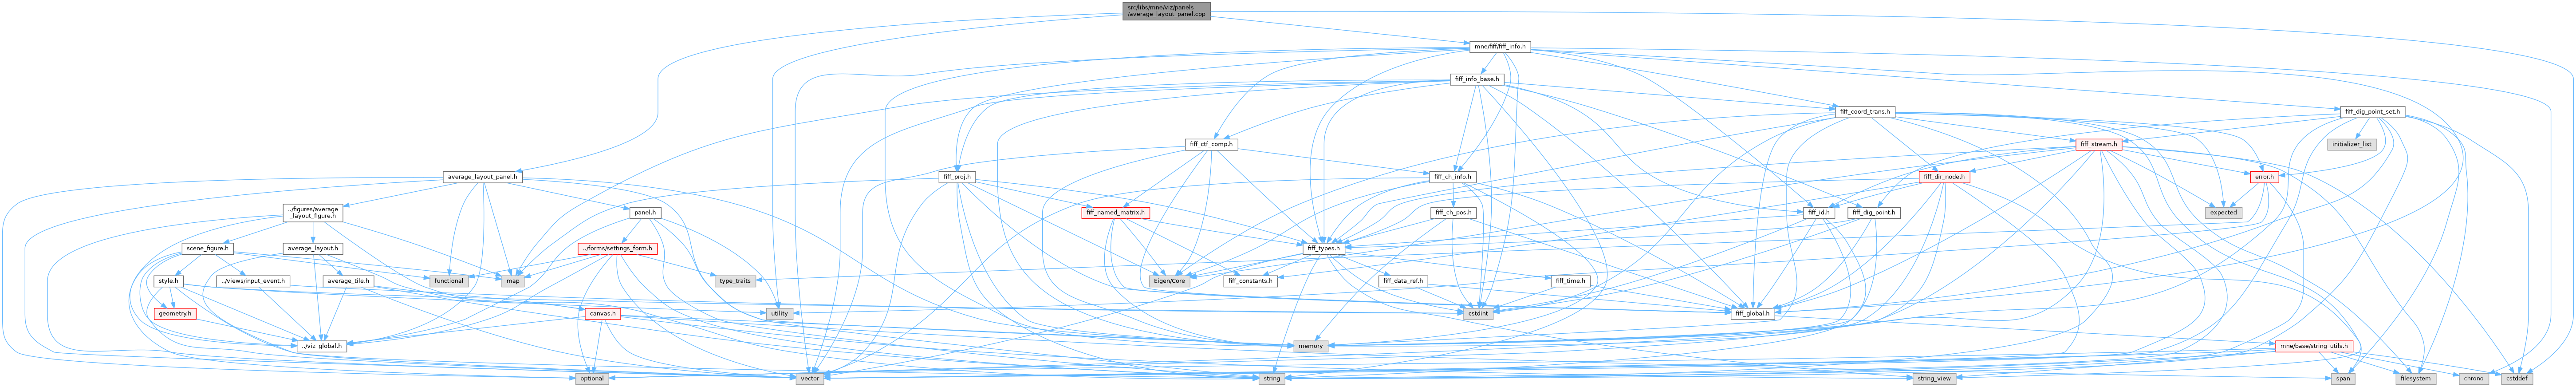 src/libs/mne/viz/panels
/average_layout_panel.cpp
mne/fiff/fiff_info.h
fiff_info_base.h
fiff_coord_trans.h
fiff_dig_point_set.h
fiff_ctf_comp.h
initializer_list
fiff_stream.h
average_layout_panel.h
fiff_proj.h
fiff_ch_info.h
fiff_dir_node.h
error.h
../figures/average
_layout_figure.h
panel.h
fiff_named_matrix.h
fiff_ch_pos.h
fiff_id.h
fiff_dig_point.h
expected
scene_figure.h
average_layout.h
../forms/settings_form.h
fiff_types.h
style.h
../views/input_event.h
average_tile.h
functional
map
type_traits
Eigen/Core
fiff_constants.h
fiff_data_ref.h
fiff_time.h
geometry.h
canvas.h
utility
cstdint
fiff_global.h
../viz_global.h
memory
mne/base/string_utils.h
optional
vector
string
string_view
span
filesystem
chrono
cstddef